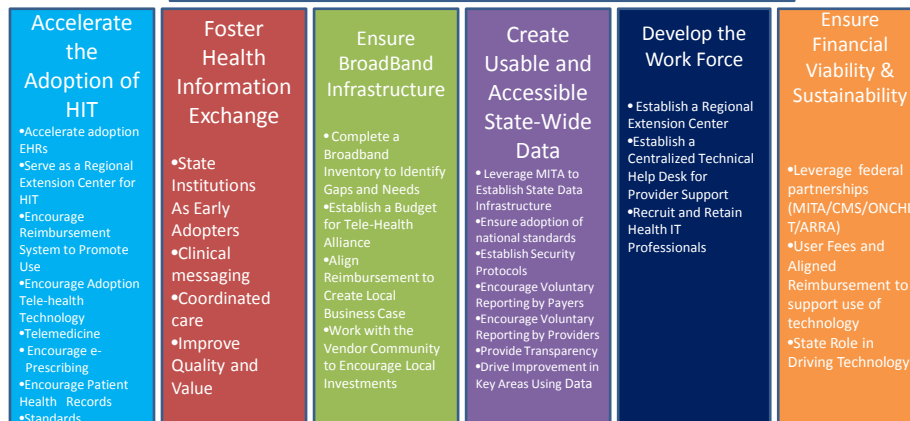 Accelerate
the
Adoption of
HIT
•Accelerate adoption
EHRs
•Serve as a Regional
Extension Center for
HIT
•Encourage
Reimbursement
System to Promote
Use
•Encourage Adoption
Tele-health
Technology
•Telemedicine
• Encourage e-
Prescribing
•Encourage Patient
Health Records
•Standards
Foster
Health
Information
Exchange
•State
Institutions
As Early
Adopters
•Clinical
messaging
•Coordinated
care
•Improve
Quality and
Value
Ensure
BroadBand
Infrastructure
• Complete a
Broadband
Inventory to Identify
Gaps and Needs
•Establish a Budget
for Tele-Health
Alliance
•Align
Reimbursement to
Create Local
Business Case
•Work with the
Vendor Community
to Encourage Local
Investments
Create
Usable and
Accessible
State-Wide
Data
• Leverage MITA to
Establish State Data
Infrastructure
•Ensure adoption of
national standards
•Establish Security
Protocols
•Encourage Voluntary
Reporting by Payers
•Encourage Voluntary
Reporting by Providers
•Provide Transparency
•Drive Improvement in
Key Areas Using Data
Develop the
Work Force
• Establish a Regional
Extension Center
•Establish a
Centralized Technical
Help Desk for
Provider Support
•Recruit and Retain
Health IT
Professionals
Ensure
Financial
Viability &
Sustainability
•Leverage federal
partnerships
(MITA/CMS/ONCHI
T/ARRA)
•User Fees and
Aligned
Reimbursement to
support use of
technology
•State Role in
Driving Technology